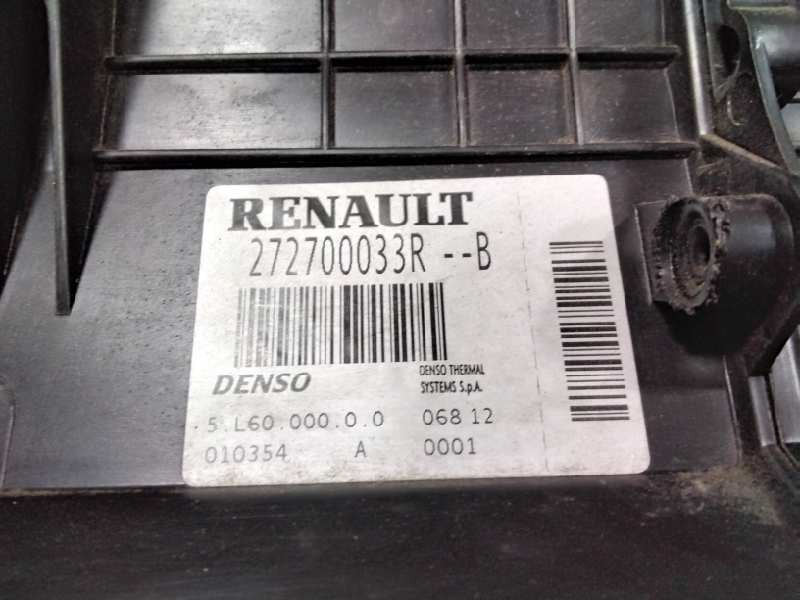 RENAULT
272700033R --B
DENSO
DENSO THERMAL
SYSTEMS S.p.A.
5.L60.000.0.0 068 12
010354 A 0001